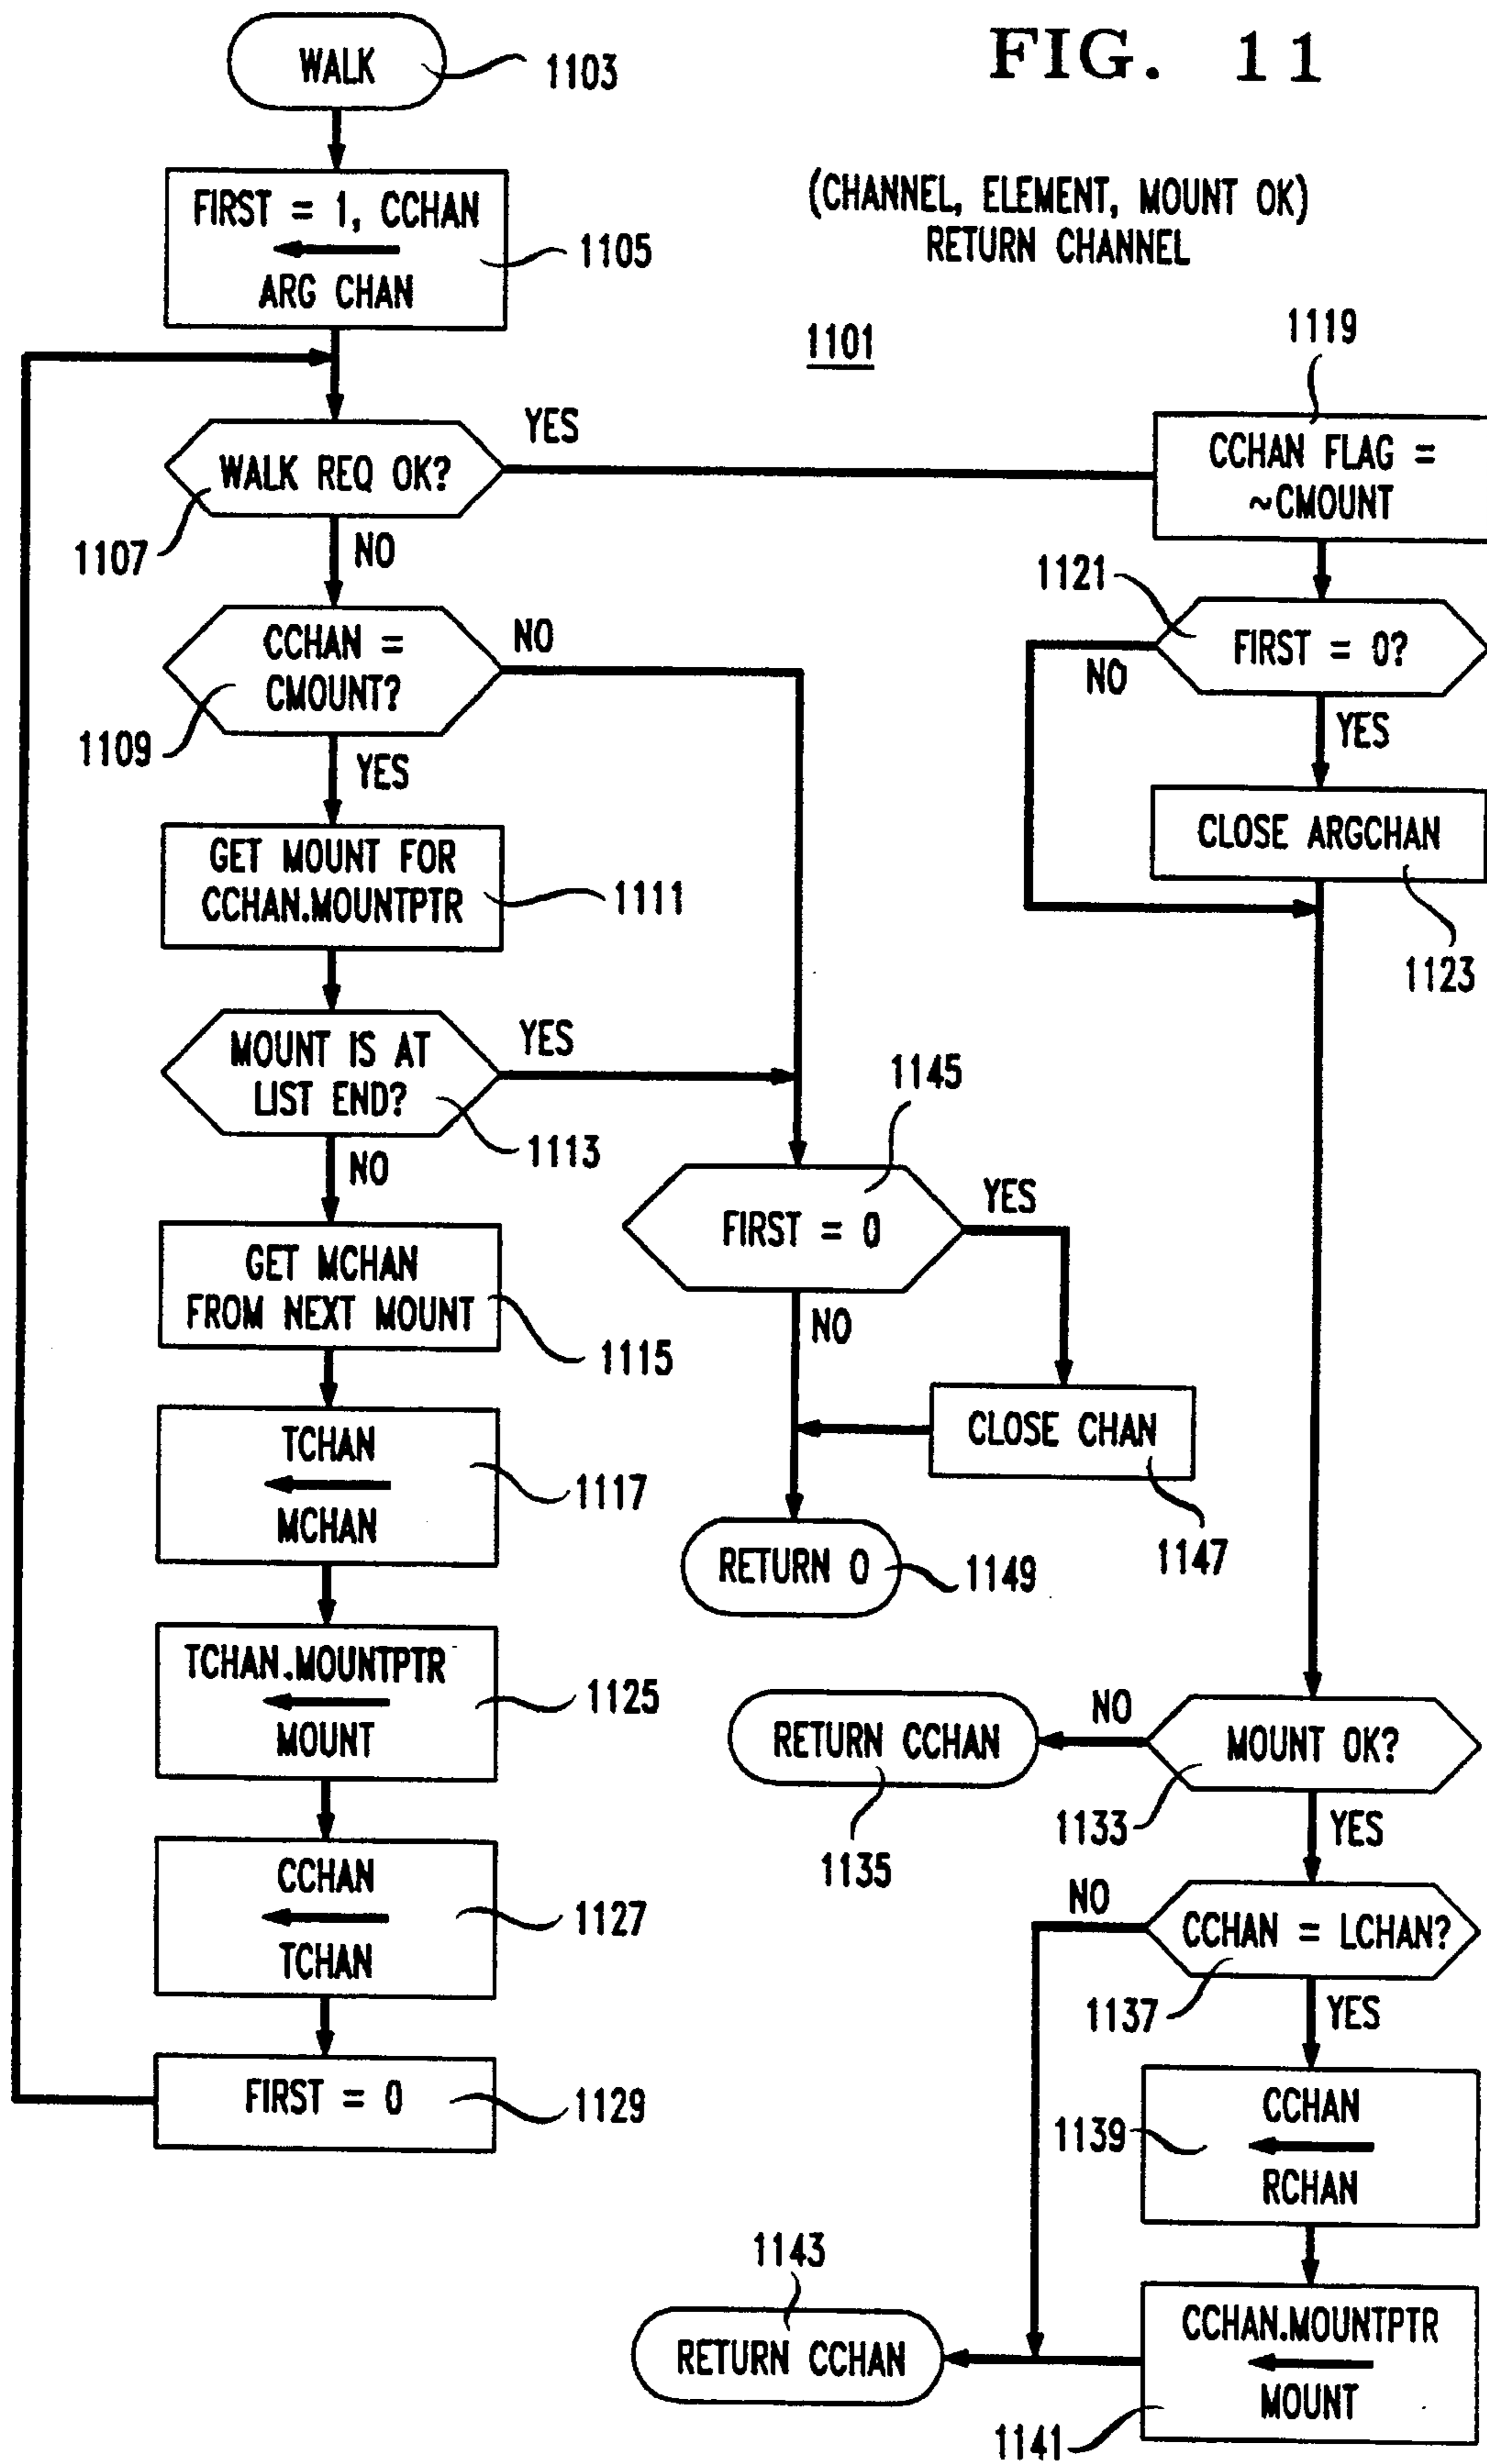 FIG. 11
WALK
1103
FIRST = 1, CCHAN
ARG CHAN
1105
(CHANNEL, ELEMENT, MOUNT OK)
RETURN CHANNEL
1101
WALK REQ OK?
1107
YES
NO
CCHAN =
CMOUNT?
1109
NO
YES
GET MOUNT FOR
CCHAN.MOUNTPTR
1111
MOUNT IS AT
LIST END?
1113
YES
NO
GET MCHAN
FROM NEXT MOUNT
1115
TCHAN
MCHAN
1117
TCHAN.MOUNTPTR
MOUNT
1125
CCHAN
TCHAN
1127
FIRST = 0
1129
1145
FIRST = 0
YES
NO
CLOSE CHAN
1147
RETURN 0
1149
1119
CCHAN FLAG =
~CMOUNT
1121
FIRST = 0?
NO
YES
CLOSE ARGCHAN
1123
MOUNT OK?
1133
NO
YES
RETURN CCHAN
1135
CCHAN = LCHAN?
1137
NO
YES
CCHAN
RCHAN
1139
CCHAN.MOUNTPTR
MOUNT
1141
1143
RETURN CCHAN